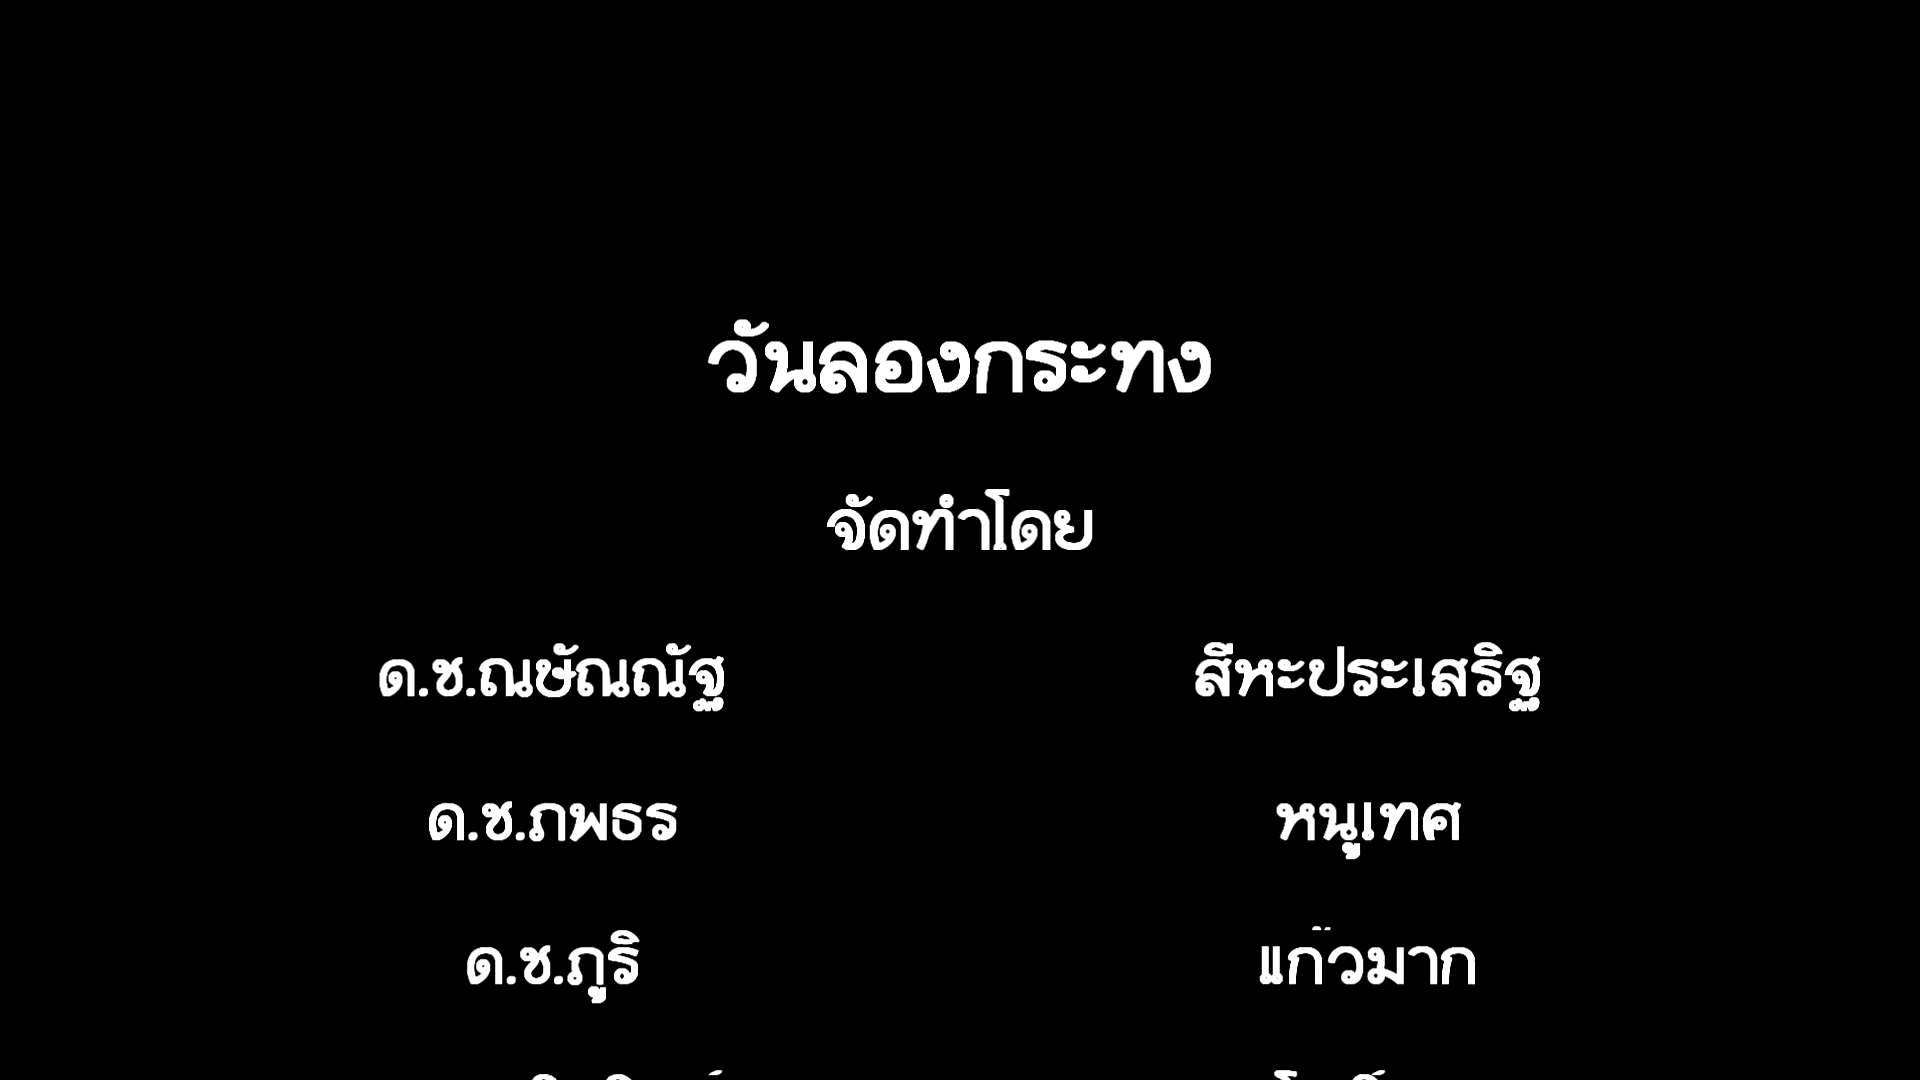 วันลองกระทง
จัดทำโดย
ด.ช.ณษัณณัฐ สีหะประเสริฐ
ด.ช.ภพธร หนูเทศ
ด.ช.ภูริ แก้วมาก